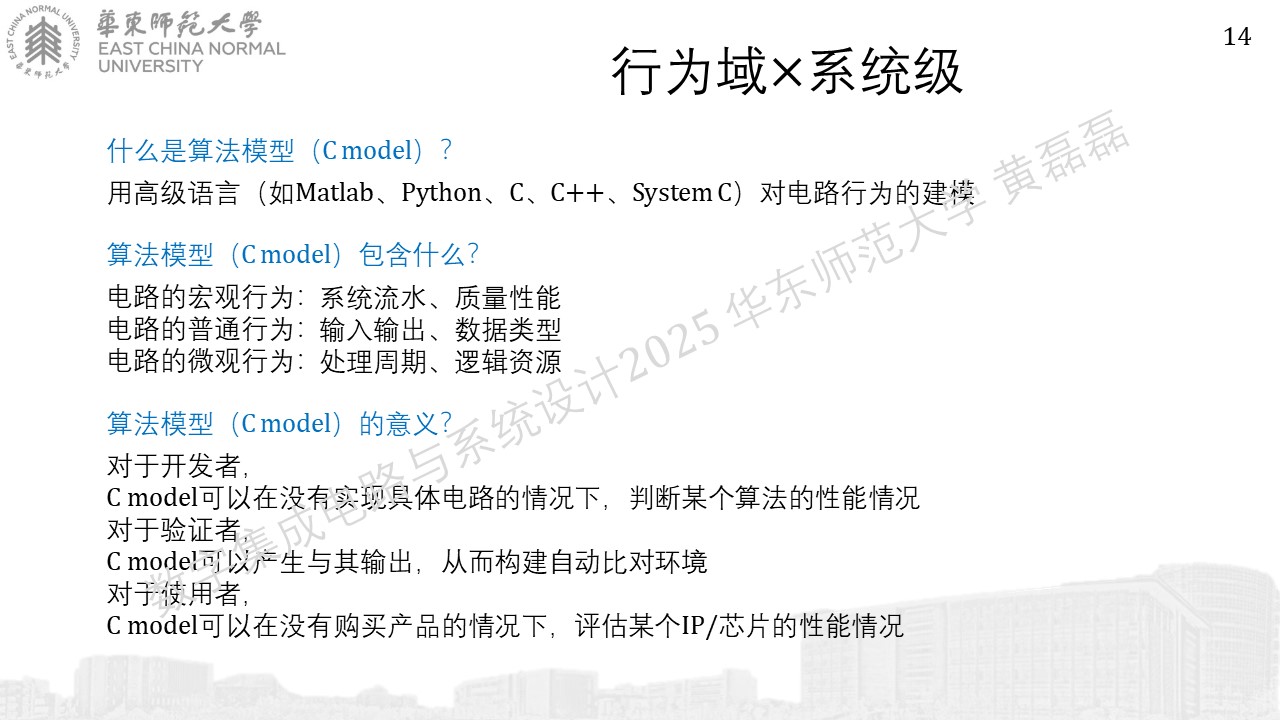 華東師範大學
EAST CHINA NORMAL
UNIVERSITY
EAST CHINA NORMAL UNIVERSITY
華東师范大学
14
行为域×系统级
什么是算法模型（C model）？
用高级语言（如Matlab、Python、C、C++、System C）对电路行为的建模
算法模型（C model）包含什么?
电路的宏观行为：系统流水、质量性能
电路的普通行为：输入输出、数据类型
电路的微观行为：处理周期、逻辑资源
算法模型（C model）的意义?
对于开发者，
C model可以在没有实现具体电路的情况下，判断某个算法的性能情况
对于验证者，
C model可以产生与其输出，从而构建自动比对环境
对于使用者，
C model可以在没有购买产品的情况下，评估某个IP/芯片的性能情况
数字集成电路与系统设计2025 华东师范大学 黄磊磊